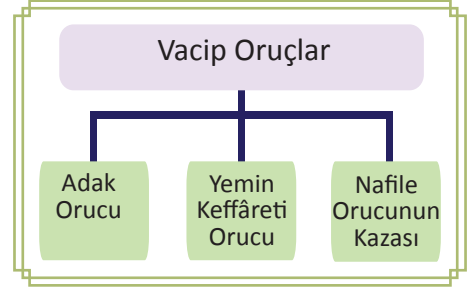 Vacip Oruçlar
Adak
Orucu
Yemin
Keffâreti
Orucu
Nafile
Orucunun
Kazası